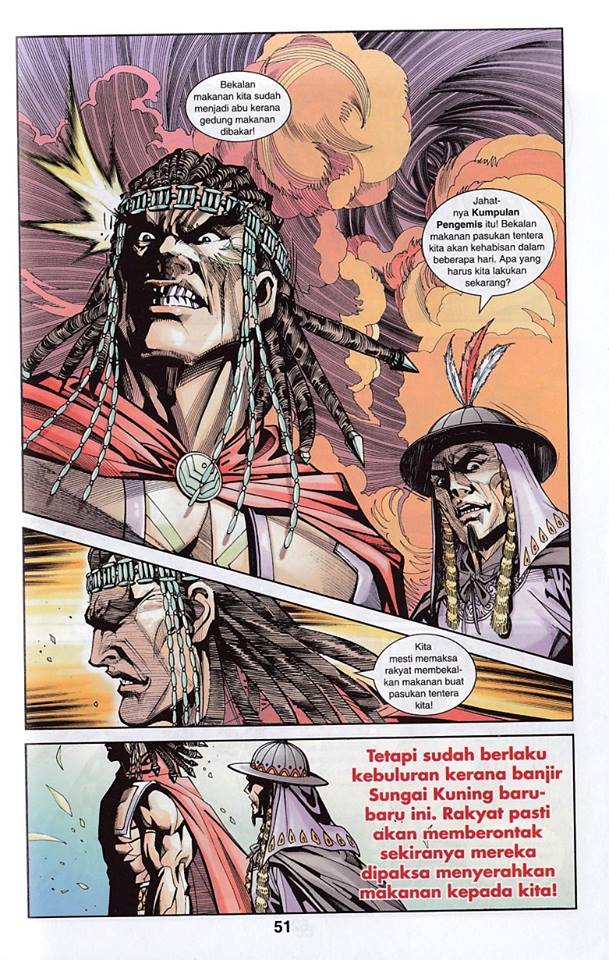 Bekalan
makanan kita sudah
menjadi abu kerana
gedung makanan
dibakar!
Jahat-
nya Kumpulan
Pengemis itu! Bekalan
makanan pasukan tentera
kita akan kehabisan dalam
beberapa hari. Apa yang
harus kita lakukan
sekarang?
Kita
mesti memaksa
rakyat membekal-
kan makanan buat
pasukan tentera
kita!
Tetapi sudah berlaku
kebuluran kerana banjir
Sungai Kuning baru-
baru ini. Rakyat pasti
akan memberontak
sekiranya mereka
dipaksa menyerahkan
makanan kepada kita!
51